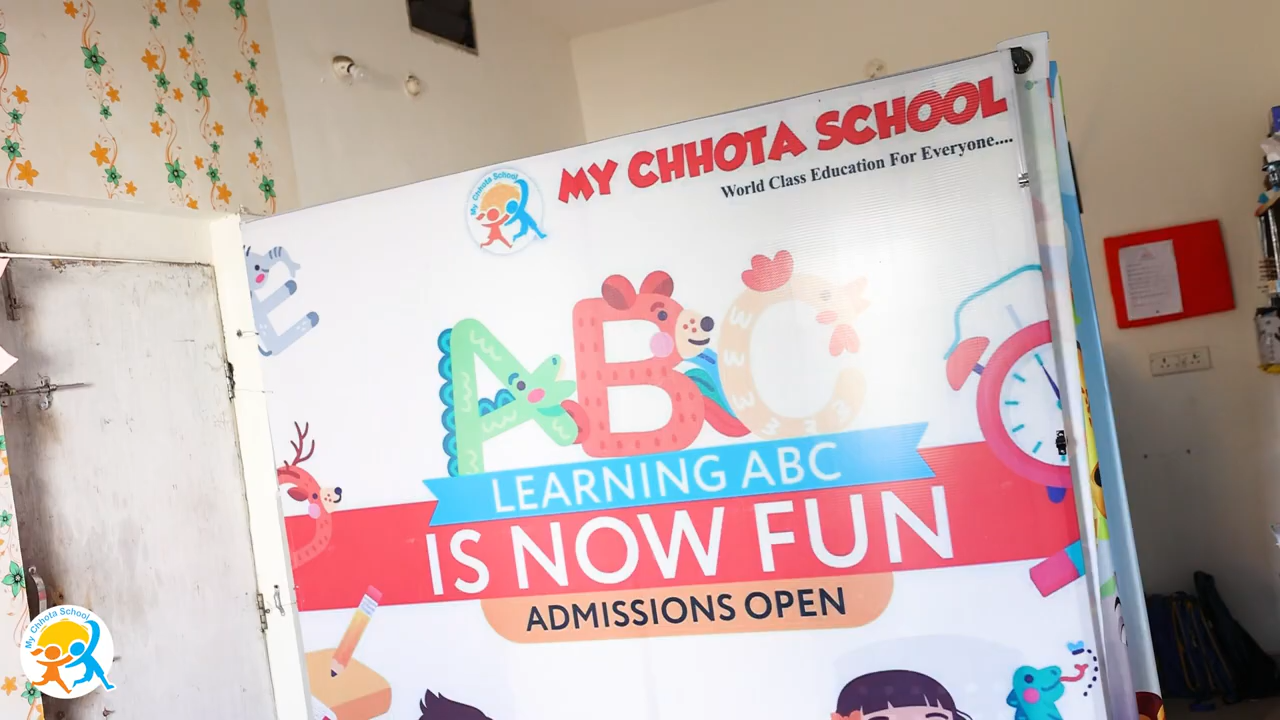 MY CHHOTA SCHOOL
World Class Education For Everyone....
My Chhota School
E
ABC
LEARNING ABC
IS NOW FUN
ADMISSIONS OPEN
My Chhota School